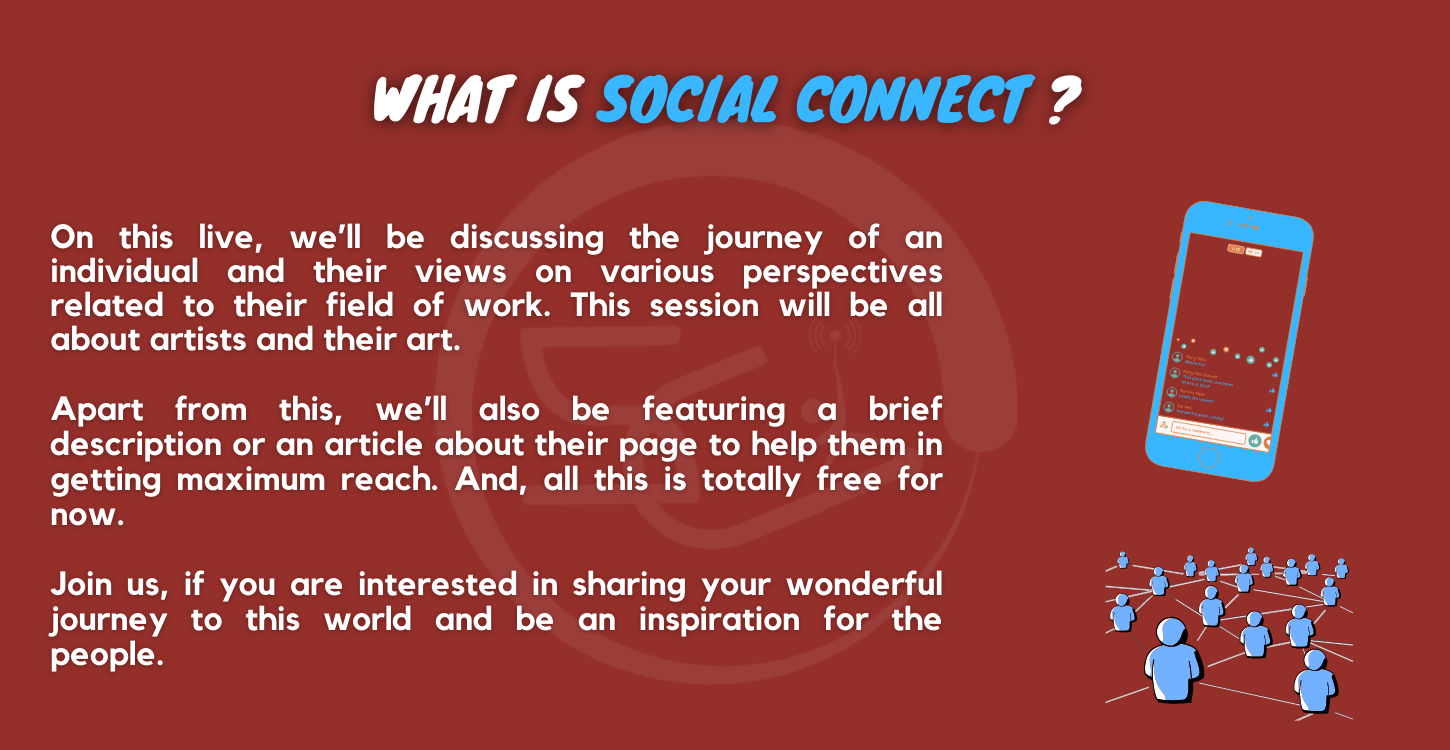 WHAT IS SOCIAL CONNECT ?
On this live, we'll be discussing the journey of an
individual and their views on various perspectives
related to their field of work. This session will be all
about artists and their art.
Apart from this, we'll also be featuring a brief
description or an article about their page to help them in
getting maximum reach. And, all this is totally free for
now.
Join us, if you are interested in sharing your wonderful
journey to this world and be an inspiration for the
people.